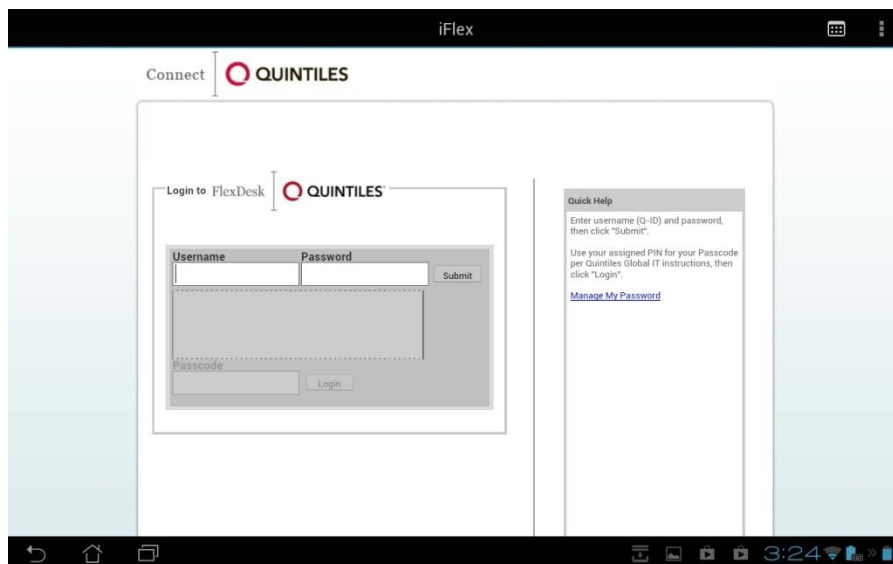 iFlex
Connect QUINTILES
Login to FlexDesk QUINTILES
Username Password
Submit
Passcode
Login
Quick Help
Enter username (Q-ID) and password,
then click "Submit".
Use your assigned PIN for your Passcode
per Quintiles Global IT instructions, then
click "Login".
Manage My Password
3:24